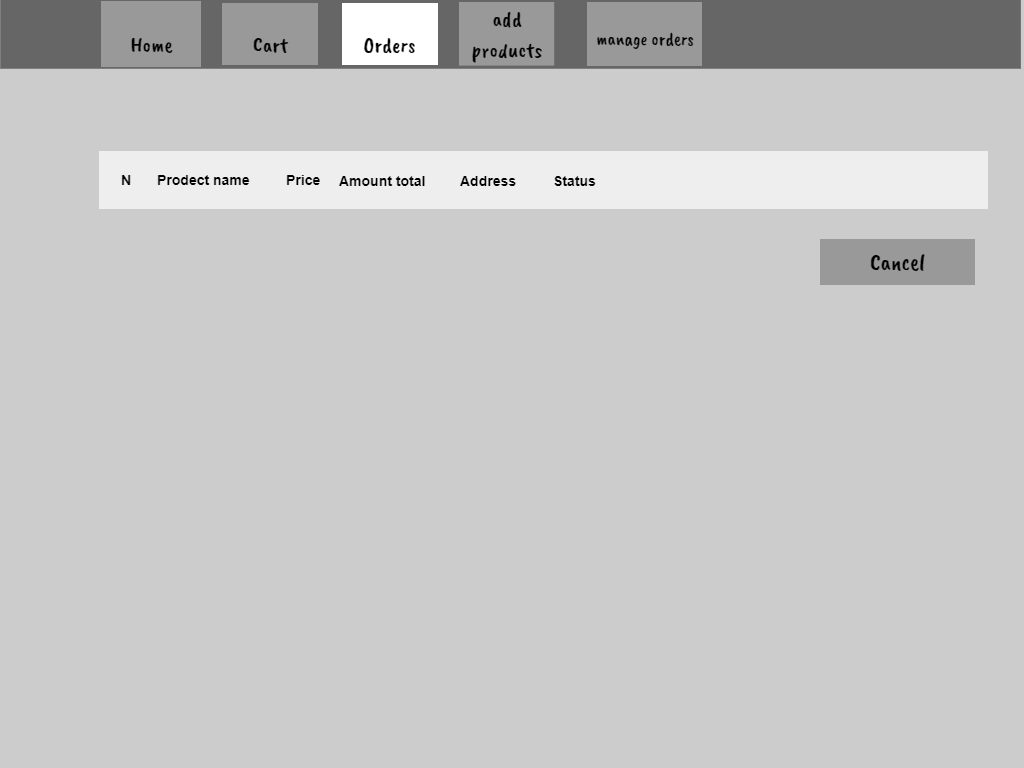 Home
Cart
Orders
add
products
manage orders
N
Prodect name
Price
Amount total
Address
Status
Cancel